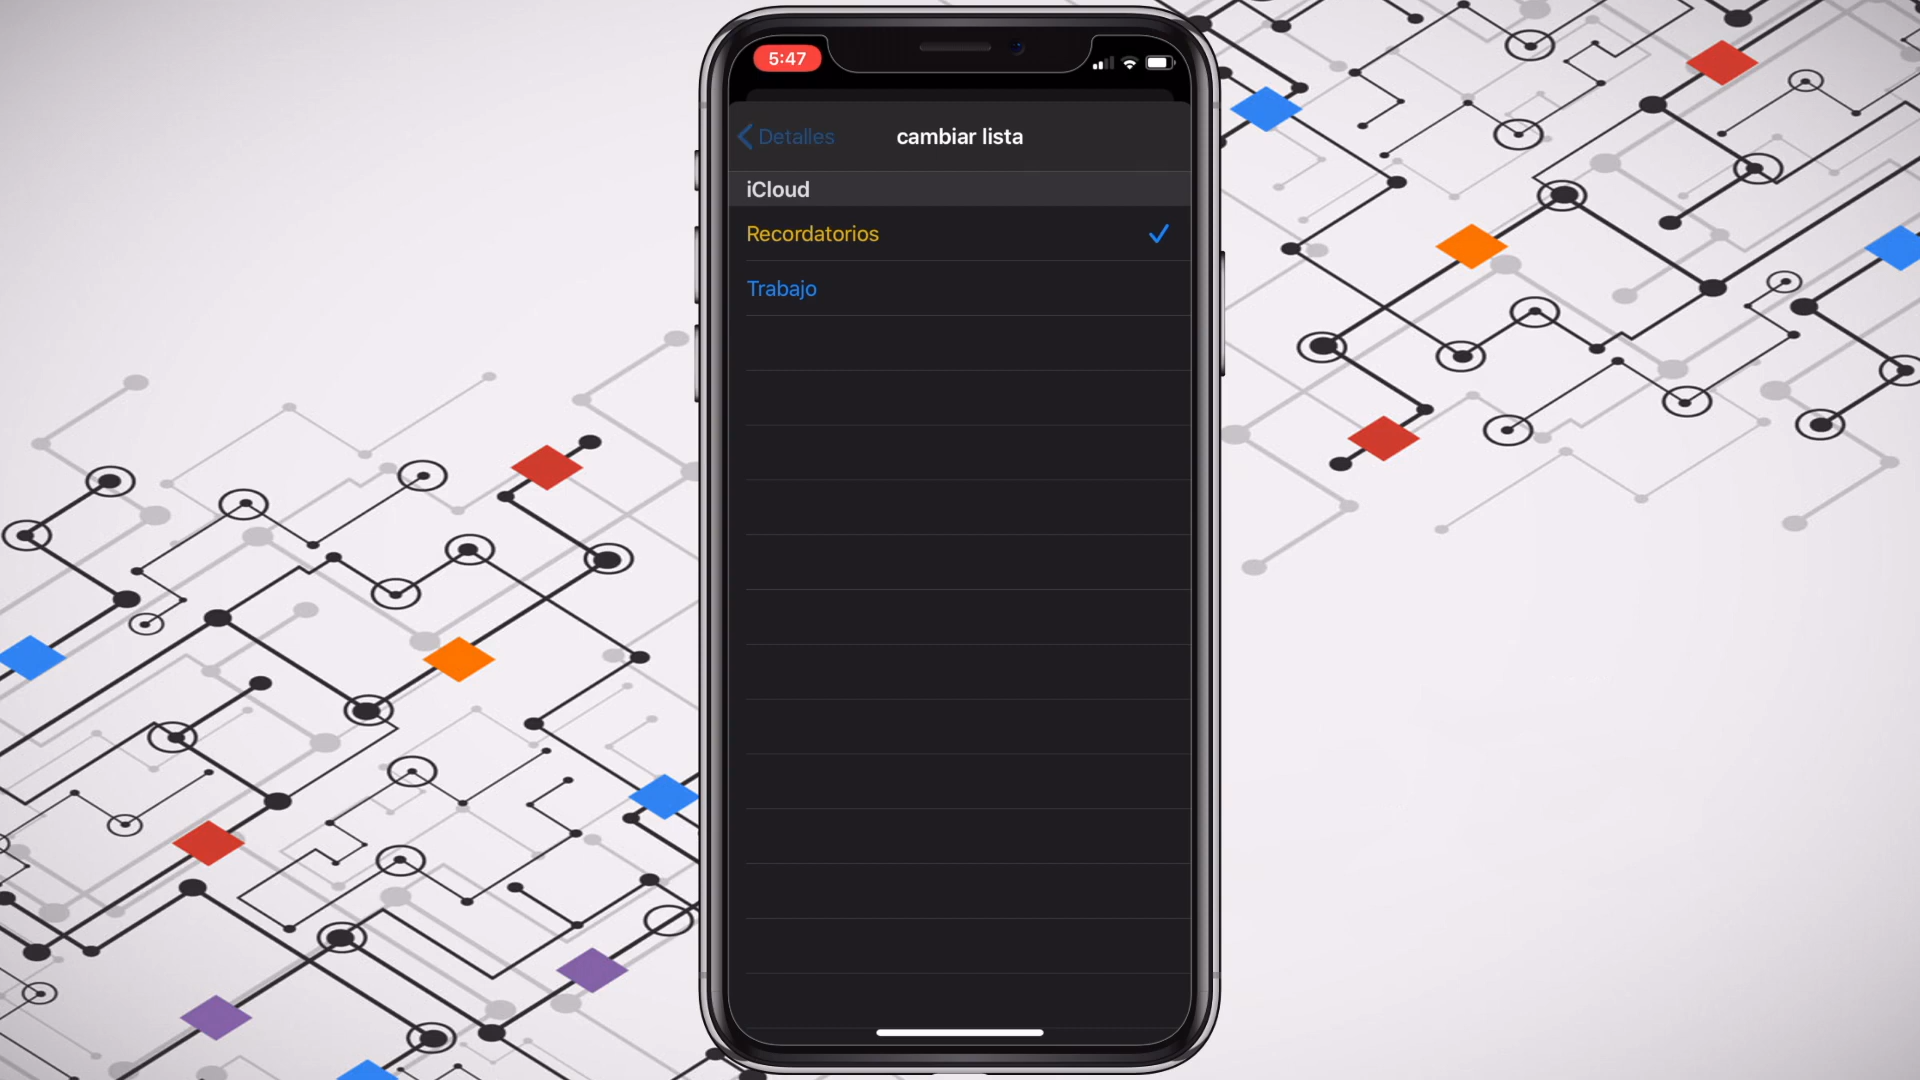 5:47
Detalles
cambiar lista
iCloud
Recordatorios
Trabajo